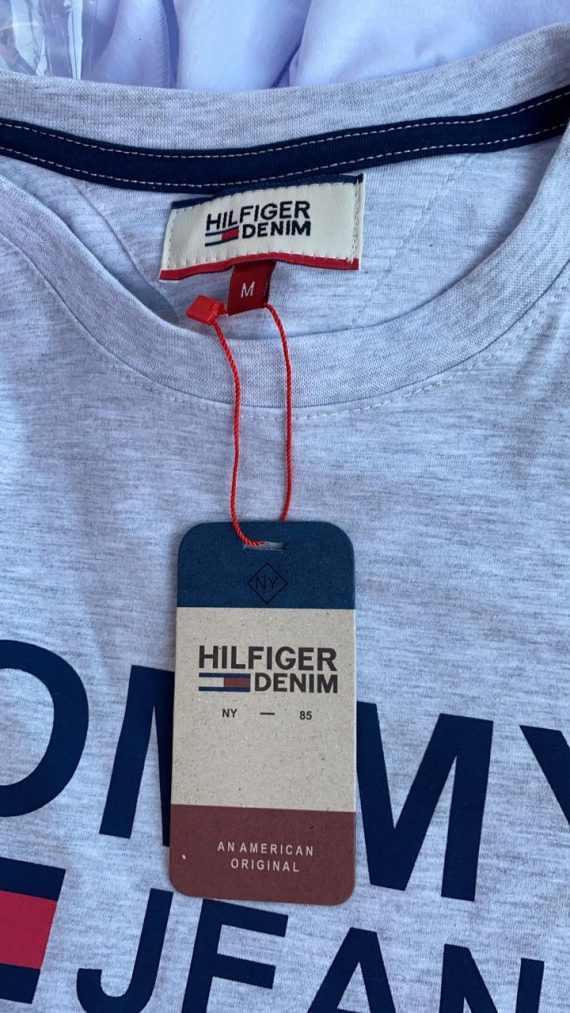 HILFIGER
DENIM
M
NY
HILFIGER
DENIM
NY — 85
AN AMERICAN
ORIGINAL
OMMY
JEAN